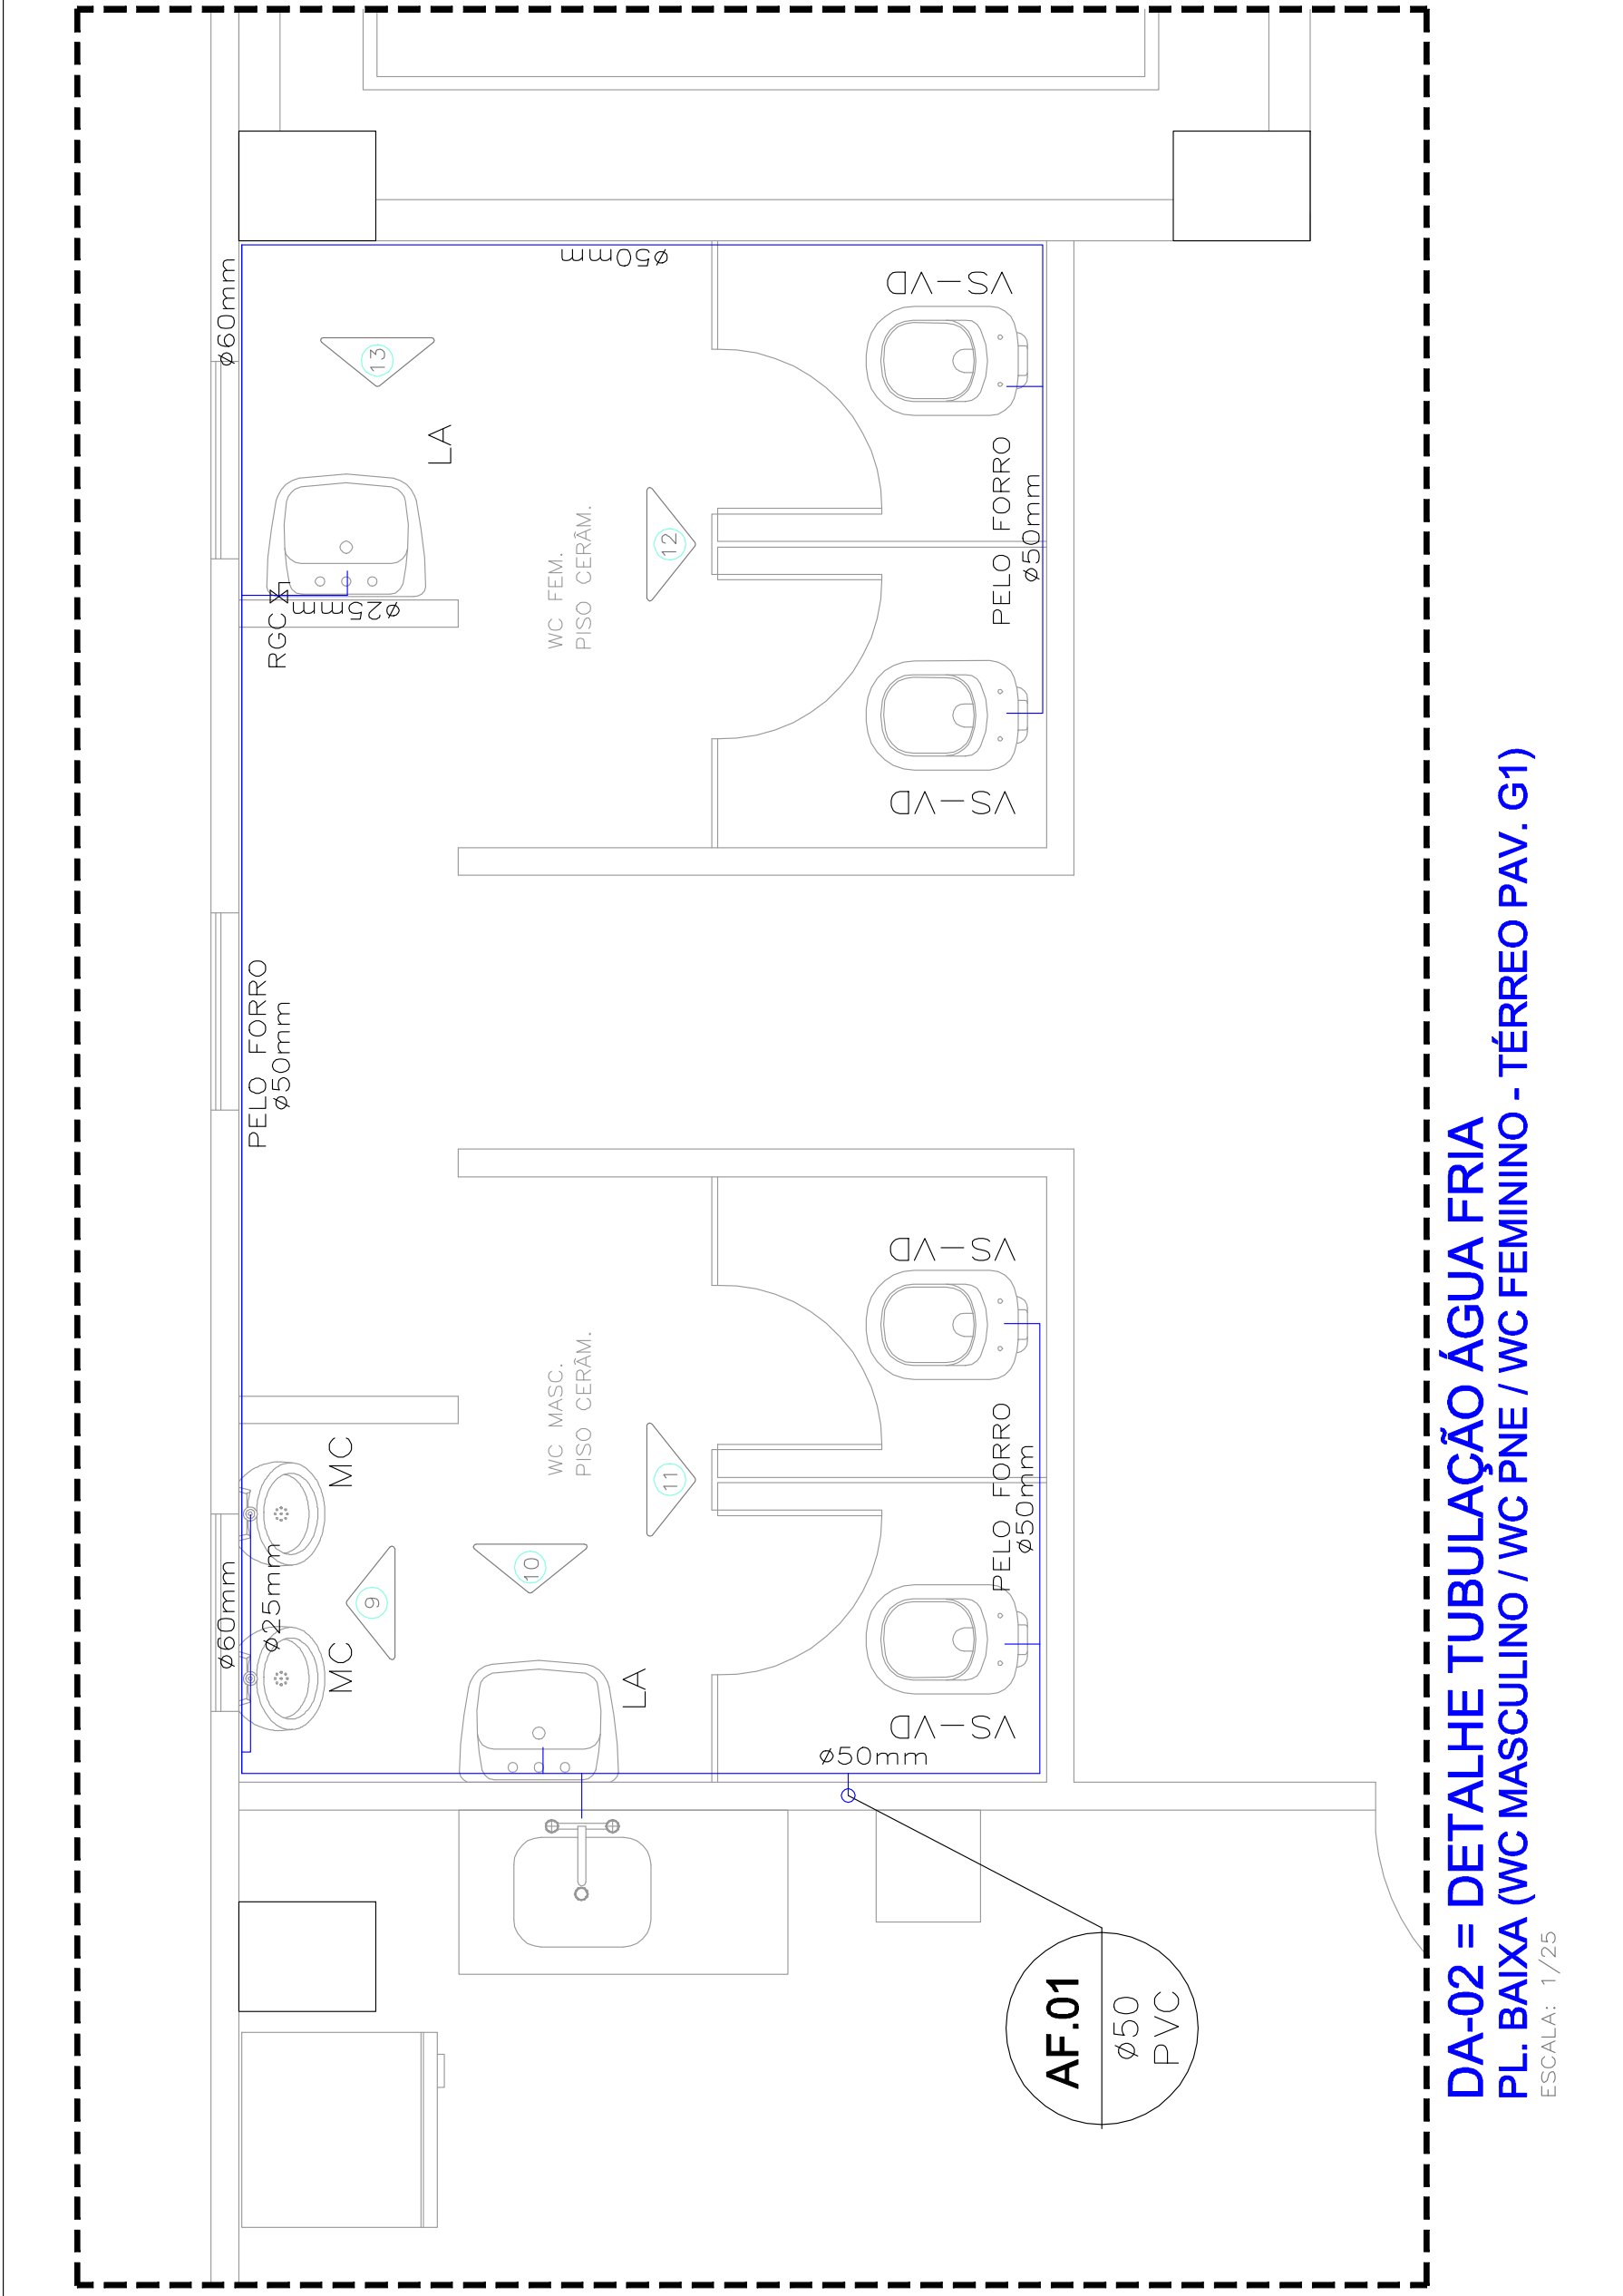 ø60mm
ø50mm
VS-VD
13
LA
PELO FORRO
ø50mm
12
WC FEM.
PISO CERÂM.
RGC
ø25mm
VS-VD
PELO FORRO
ø50mm
VS-VD
WC MASC.
PISO CERÂM.
MC
11
PELO FORRO
ø50mm
10
9
ø60mm
ø25mm
MC
LA
VS-VD
ø50mm
AF.01
ø50
PVC
DA-02 = DETALHE TUBULAÇÃO ÁGUA FRIA
PL. BAIXA (WC MASCULINO / WC PNE / WC FEMININO - TÉRREO PAV. G1)
ESCALA: 1/25